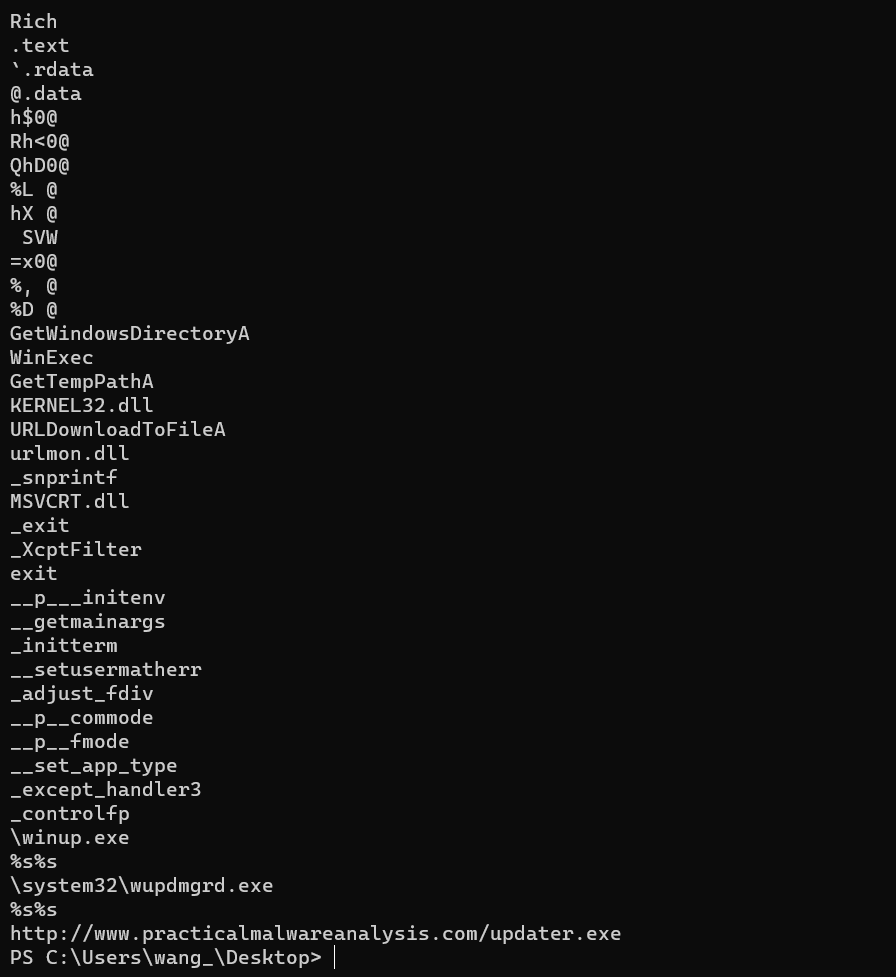 Rich
.text
`.rdata
@.data
h$0@
Rh<0@
QhD0@
%L @
hX @
 SVW
=x0@
%, @
%D @
GetWindowsDirectoryA
WinExec
GetTempPathA
KERNEL32.dll
URLDownloadToFileA
urlmon.dll
_snprintf
MSVCRT.dll
_exit
_XcptFilter
exit
__p___initenv
__getmainargs
_initterm
__setusermatherr
_adjust_fdiv
__p__commode
__p__fmode
__set_app_type
_except_handler3
_controlfp
\winup.exe
%s%s
\system32\wupdmgrd.exe
%s%s
http://www.practicalmalwareanalysis.com/updater.exe
PS C:\Users\wang_\Desktop>